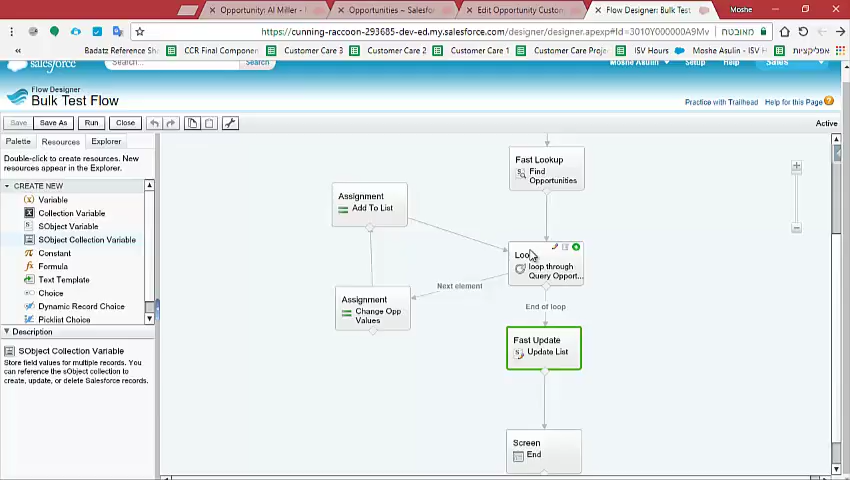 Opportunity: Al Miller -
Opportunities ~ Salesfor
Edit Opportunity Custon
Flow Designer: Bulk Test
Moshe
מאובטח
https://cunning-raccoon-293685-dev-ed.my.salesforce.com/designer/designer.apexp#Id=3010Y000000A9Mv
Badatz Reference Sh
CCR Final Componen
Customer Care 3
Customer Care 2
Customer Care 1
Customer Care Proje
ISV Hours
Moshe Asulin - ISV H
אפליקציות
salesforce
Search...
Search
Moshe Asulin
Setup
Help
Sales
Flow Designer
Bulk Test Flow
Practice with Trailhead
Help for this Page
Save
Save As
Run
Close
Active
Palette
Resources
Explorer
Double-click to create resources. New
resources appear in the Explorer.
CREATE NEW
Variable
Collection Variable
SObject Variable
SObject Collection Variable
Constant
Formula
Text Template
Choice
Dynamic Record Choice
Picklist Choice
Description
SObject Collection Variable
Store field values for multiple records. You
can reference the sObject collection to
create, update, or delete Salesforce records.
Fast Lookup
Find
Opportunities
Assignment
Add To List
Loop
loop through
Query Opport...
Next element
End of loop
Assignment
Change Opp
Values
Fast Update
Update List
Screen
End